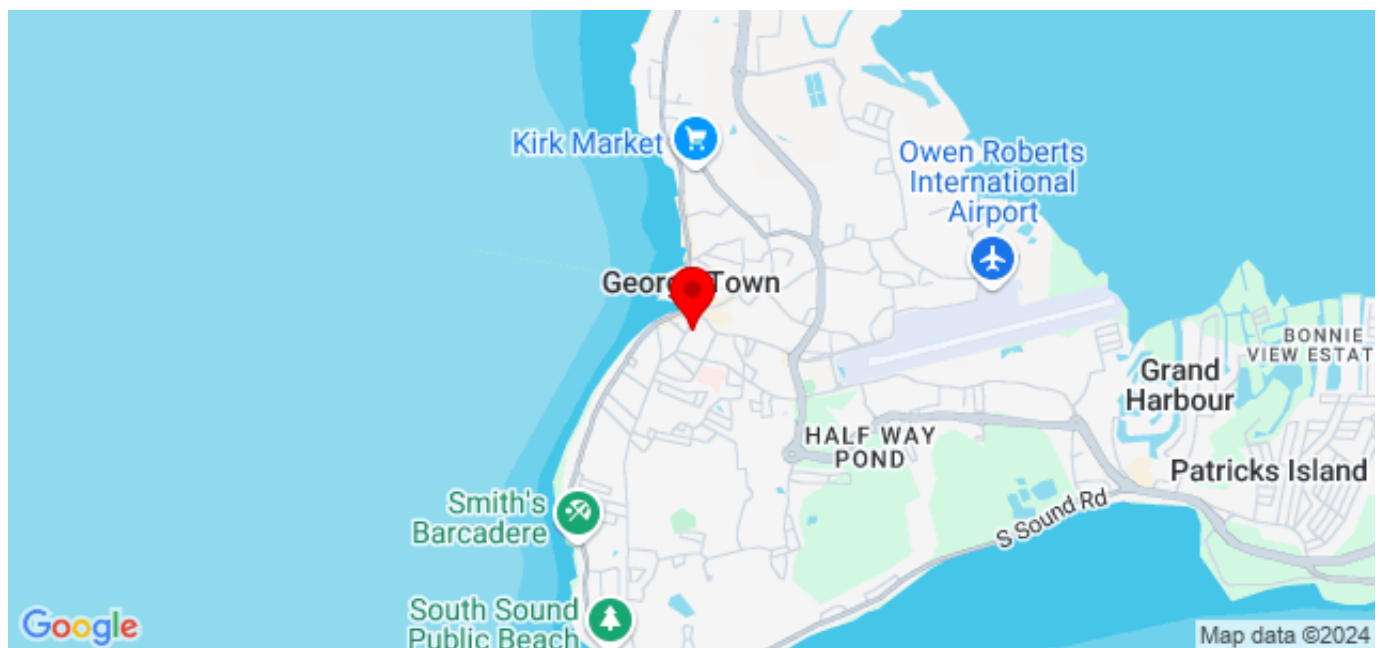 Kirk Market
Owen Roberts
International
Airport
Georg Town
BONNIE
VIEW ESTAT
Grand
Harbour
HALF WAY
POND
Patricks Island
Smith's
Barcadere
S Sound Rd
South Sound
Public Beach
Google
Map data ©2024